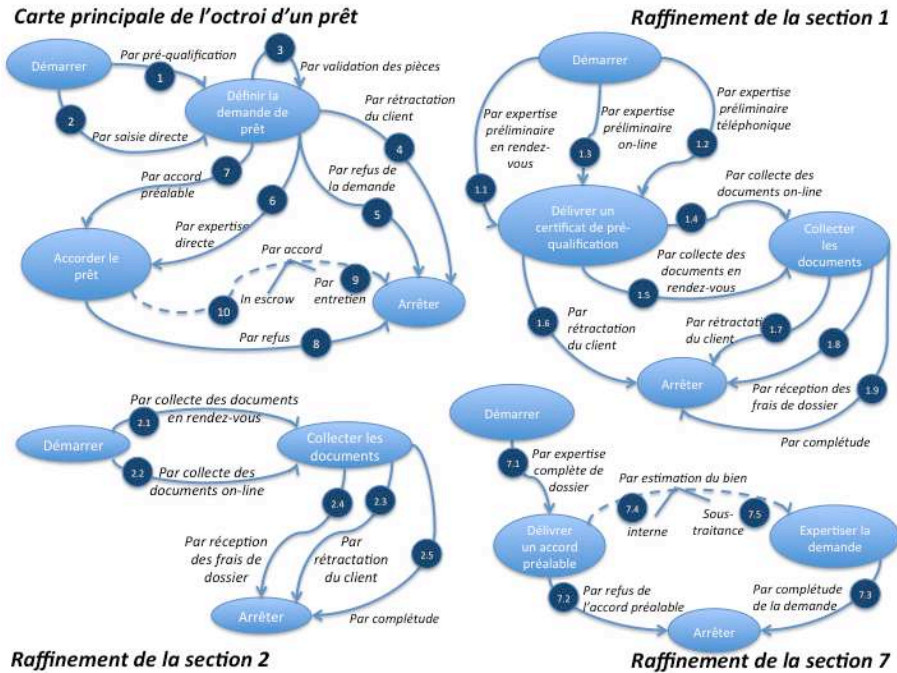 Carte principale de l'octroi d'un prêt
Démarrer
Par pré-qualification
1
2
Par saisie directe
3
Par validation des pièces
Définir la
demande de
prêt
Par rétractation
du client
4
7
Par accord
préalable
6
Par refus de
la demande
5
Par expertise
directe
Accorder le
prêt
Par accord
10
In escrow
Par
entretien
9
Arrêter
Par refus
8
Raffinement de la section 1
Démarrer
Par expertise
préliminaire
en rendez-
vous
1.1
Par expertise
préliminaire
on-line
1.3
Par expertise
préliminaire
téléphonique
1.2
Délivrer un
certificat de pré-
qualification
1.4
Par collecte des
documents on-line
Collecter
les
documents
Par collecte des
documents en
rendez-vous
1.5
1.6
Par
rétractation
du client
Par rétractation
du client
1.7
1.8
Arrêter
Par réception des
frais de dossier
1.9
Par complétude
Démarrer
2.1
Par collecte des documents
en rendez-vous
2.2
Par collecte des
documents on-line
Collecter les
documents
2.4
2.3
Par réception
des frais de
dossier
Par
rétractation
du client
2.5
Arrêter
Par complétude
Raffinement de la section 2
Démarrer
7.1
Par expertise
complète de
dossier
Par estimation du bien
7.4
interne
Sous-
traitance
7.5
Délivrer
un accord
préalable
Expertiser la
demande
7.2
Par refus de
l'accord préalable
Par complétude
de la demande
7.3
Arrêter
Raffinement de la section 7